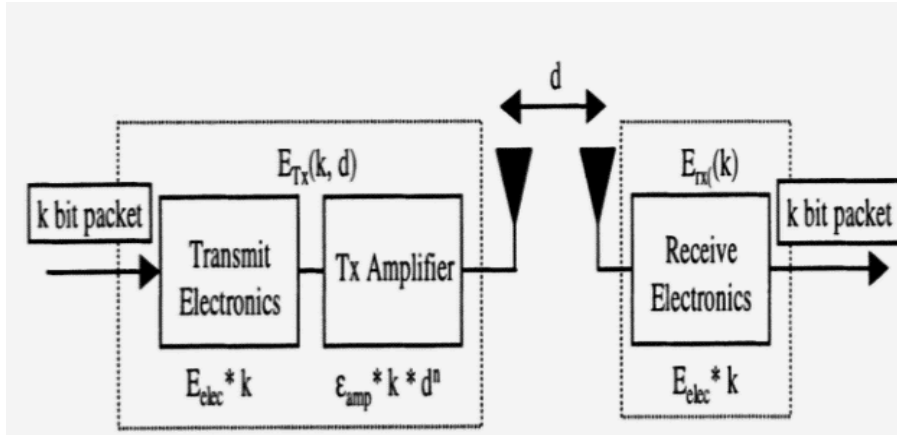 d
E_Tx(k, d)
E_rx((k)
k bit packet
k bit packet
Transmit
Electronics
Tx Amplifier
Receive
Electronics
E_elec * k
ε_amp * k * d^n
E_elec * k